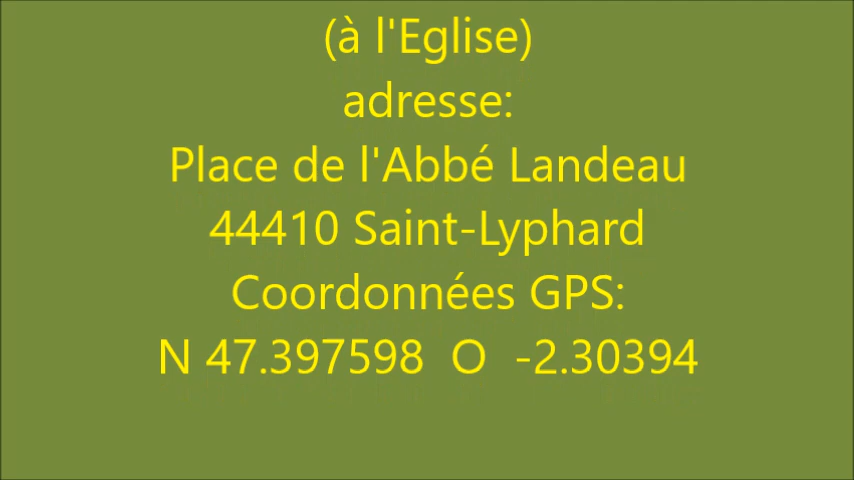 (à l'Eglise)
adresse:
Place de l'Abbé Landeau
44410 Saint-Lyphard
Coordonnées GPS:
N 47.397598 O -2.30394